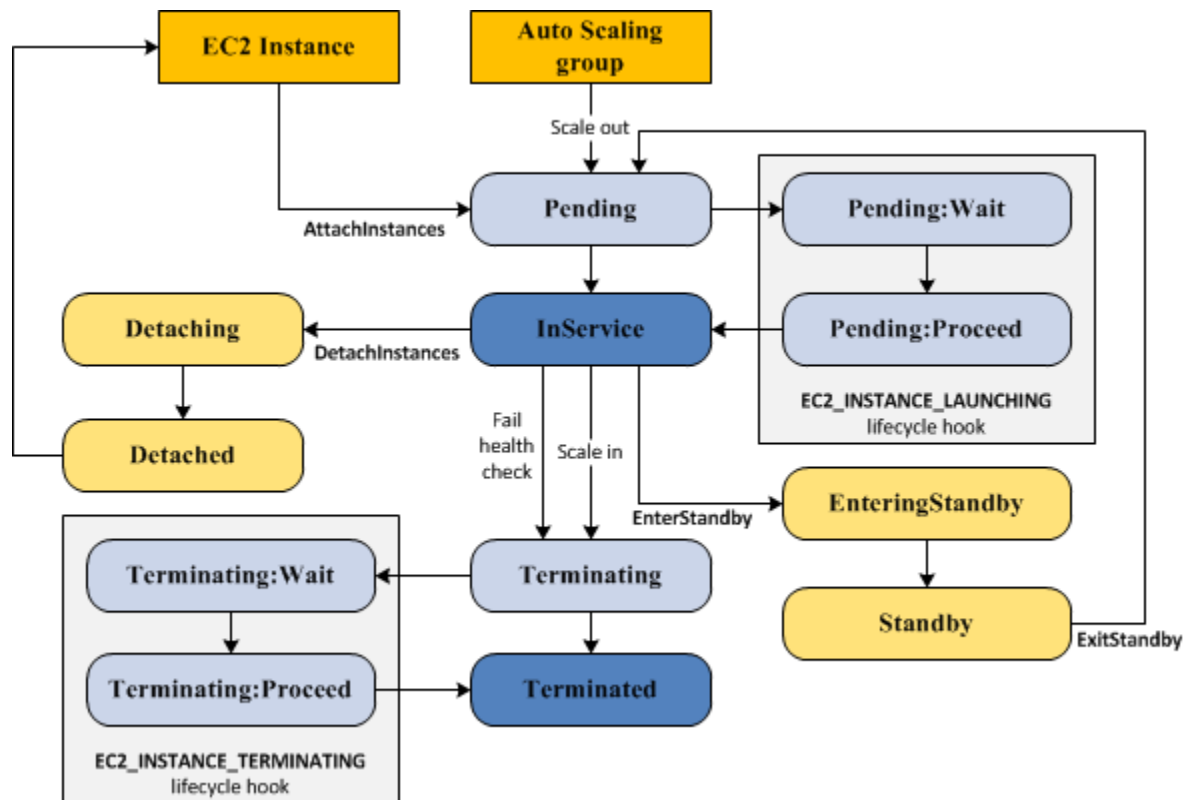 EC2 Instance
Auto Scaling
group
Scale out
Pending
Pending:Wait
AttachInstances
Detaching
InService
Pending:Proceed
DetachInstances
EC2_INSTANCE_LAUNCHING
lifecycle hook
Fail
health
check
Scale in
Detached
EnteringStandby
EnterStandby
Terminating:Wait
Terminating
Standby
ExitStandby
Terminating:Proceed
Terminated
EC2_INSTANCE_TERMINATING
lifecycle hook